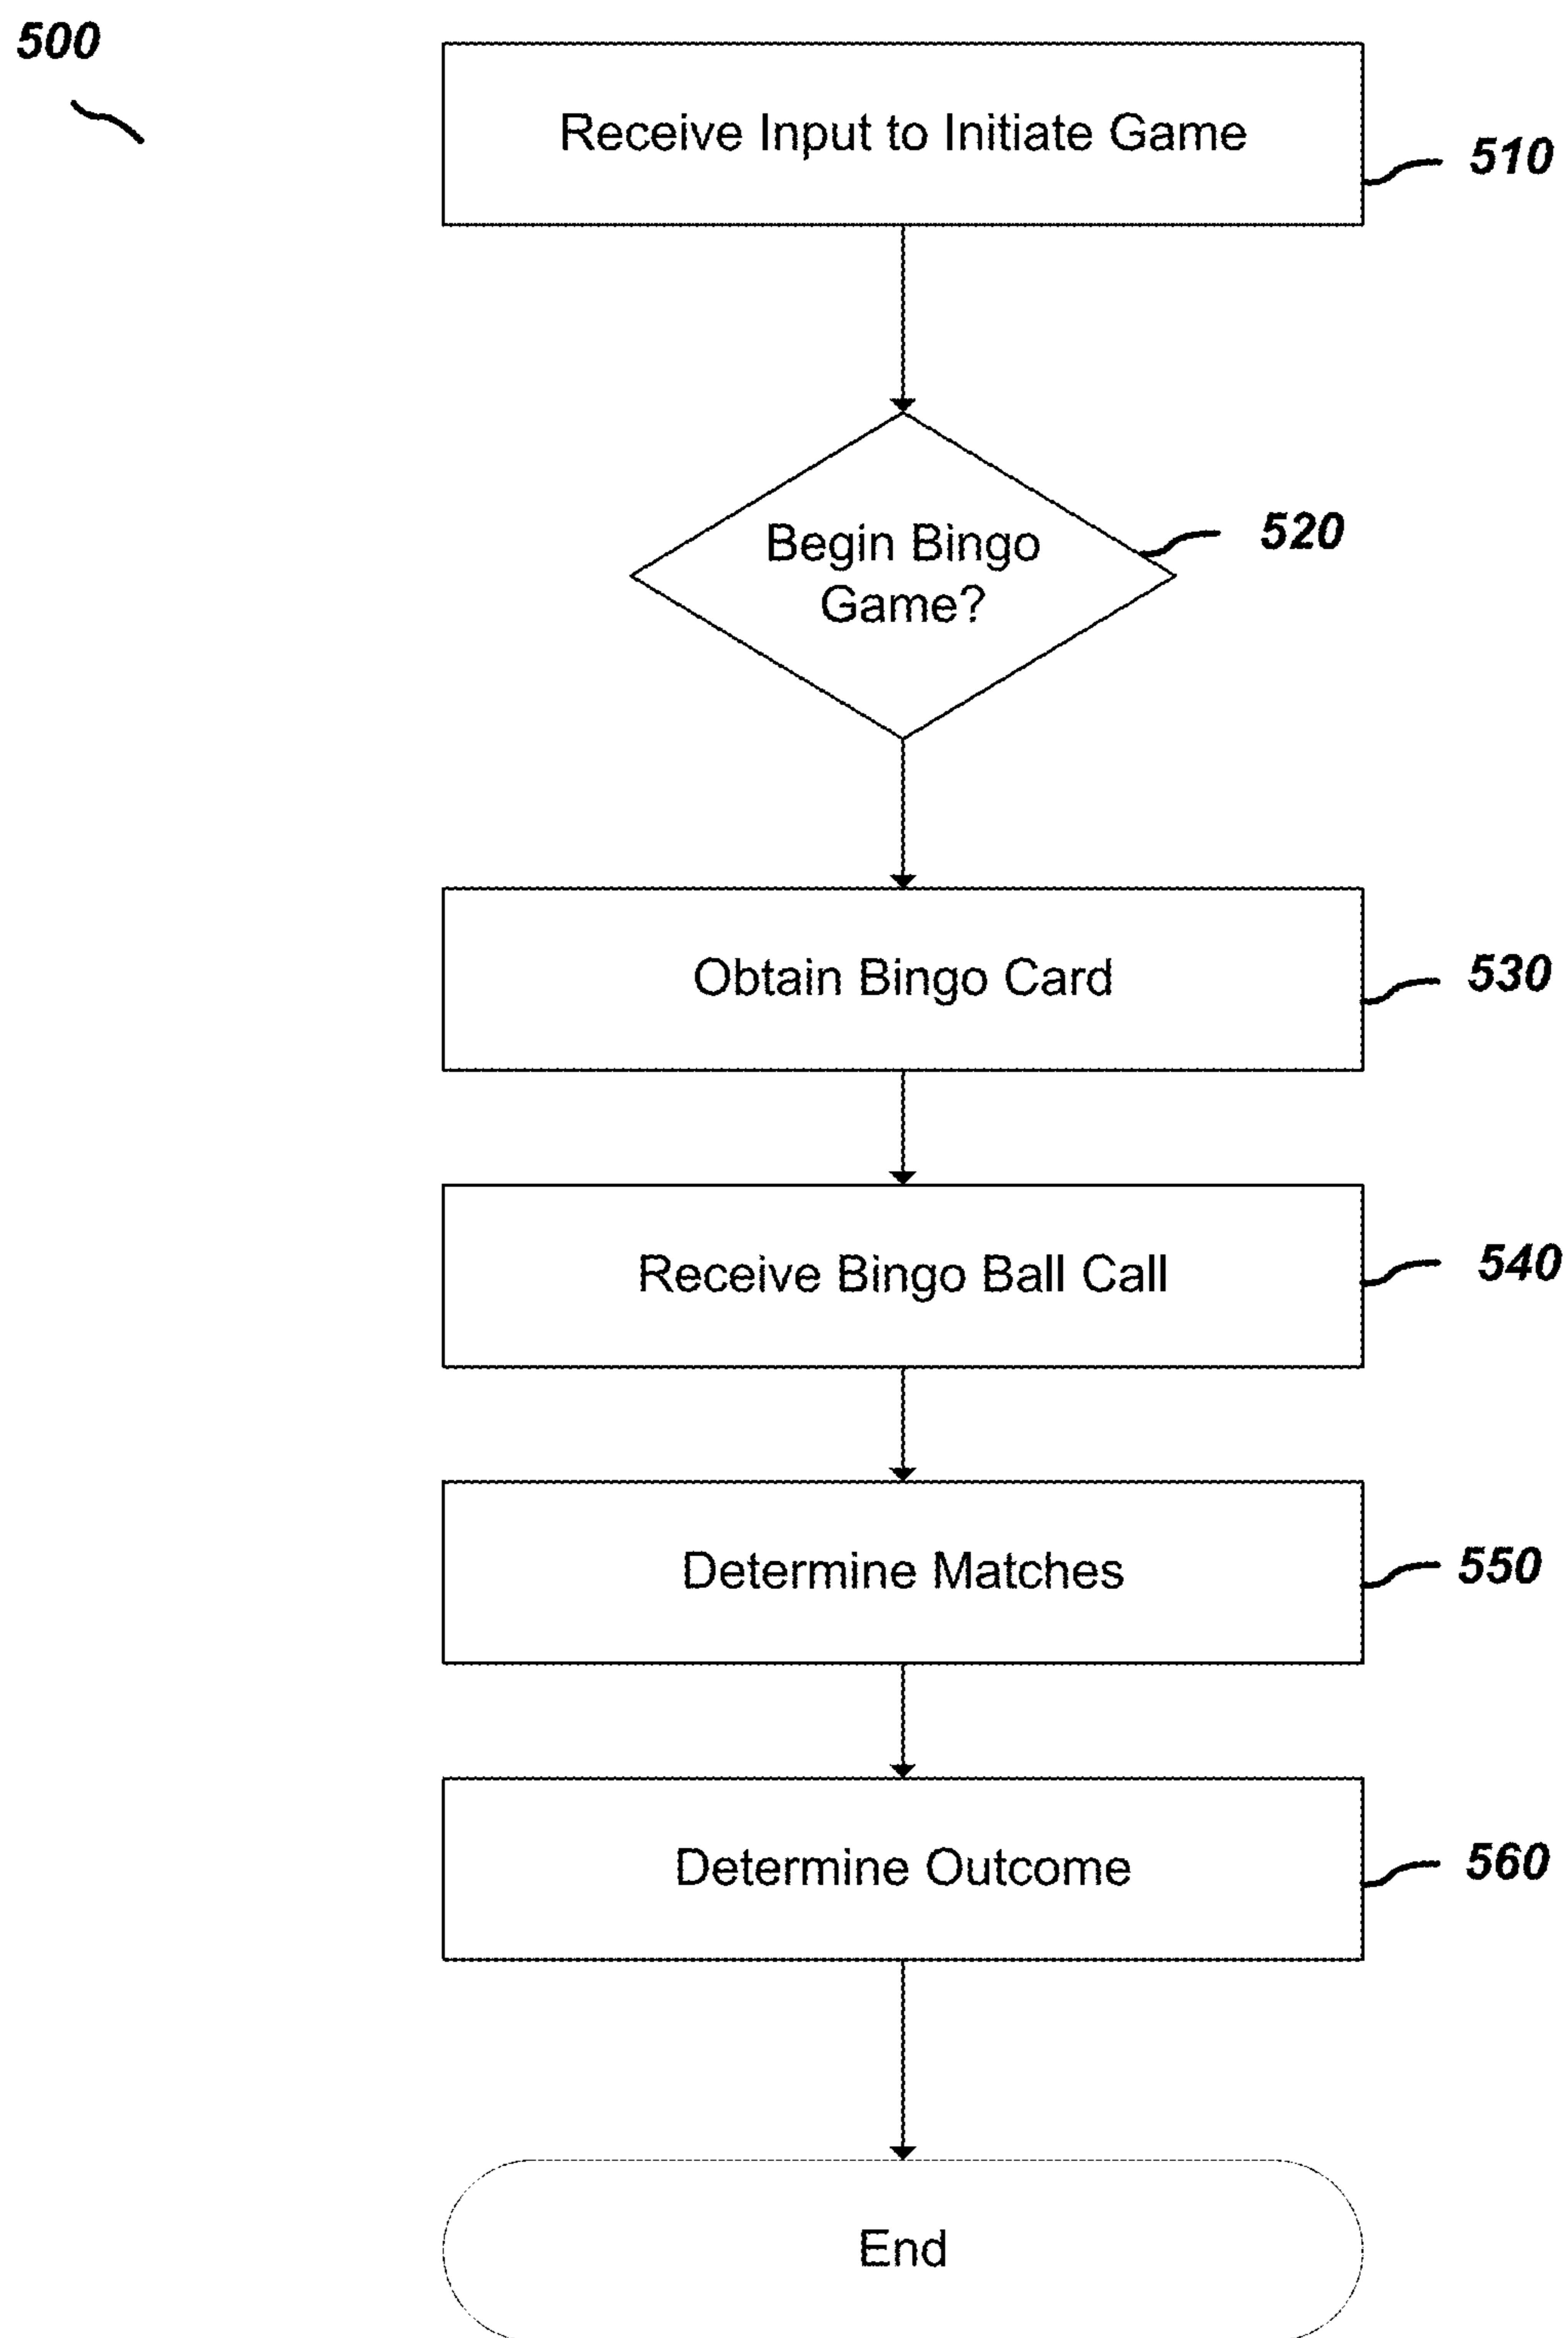 500
Receive Input to Initiate Game
510
Begin Bingo
Game?
520
Obtain Bingo Card
530
Receive Bingo Ball Call
540
Determine Matches
550
Determine Outcome
560
End